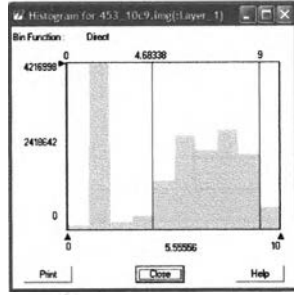 Histogram for 453_10c9.img(:Layer_1)
Bin Function: Direct
0 4.68338 9
4216998
2418642
0
0 5.55556 10
Print Close Help